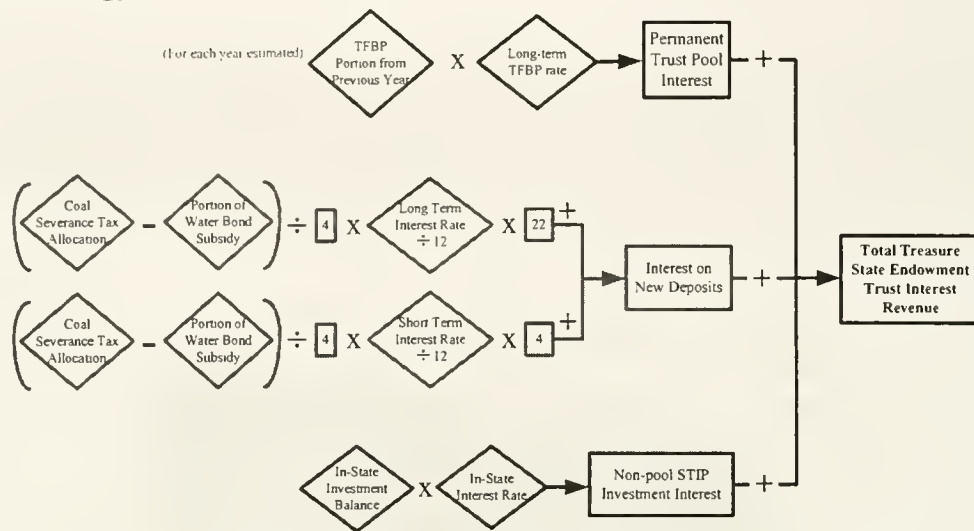 (For each year estimated)
TFBP
Portion from
Previous Year
X
Long-term
TFBP rate
Permanent
Trust Pool
Interest
+
(
Coal
Severance Tax
Allocation
-
Portion of
Water Bond
Subsidy
)
÷
4
X
Long Term
Interest Rate
÷ 12
X
22
+
(
Coal
Severance Tax
Allocation
-
Portion of
Water Bond
Subsidy
)
÷
4
X
Short Term
Interest Rate
÷ 12
X
4
+
Interest on
New Deposits
+
Total Treasure
State Endowment
Trust Interest
Revenue
In-State
Investment
Balance
X
In-State
Interest Rate
Non-pool STIP
Investment Interest
+